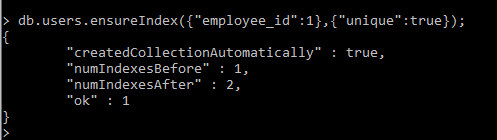 > db.users.ensureIndex({"employee_id":1},{"unique":true});
{
        "createdCollectionAutomatically" : true,
        "numIndexesBefore" : 1,
        "numIndexesAfter" : 2,
        "ok" : 1
}
>